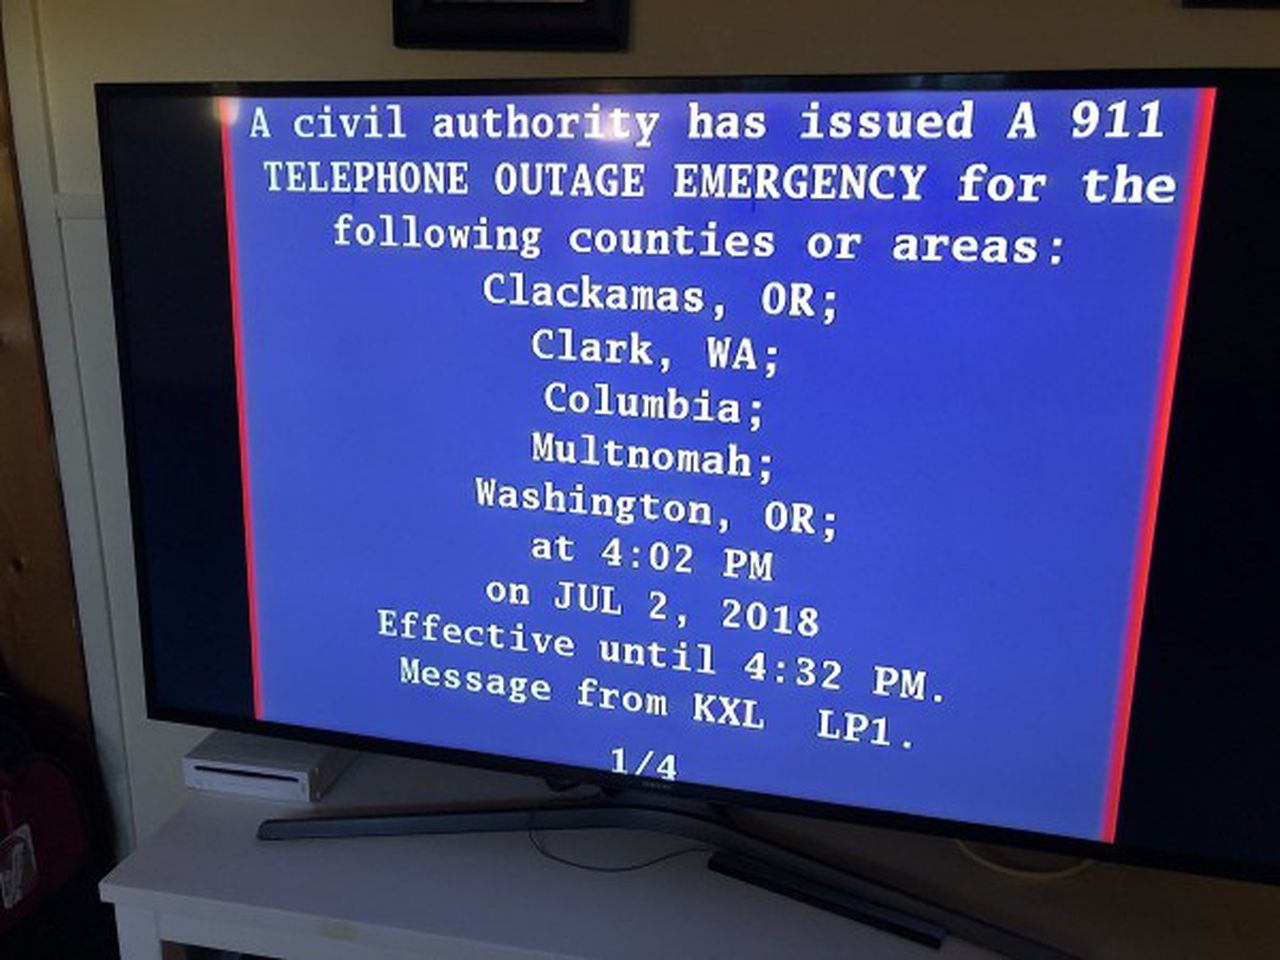 A civil authority has issued A 911
TELEPHONE OUTAGE EMERGENCY for the
following counties or areas:
Clackamas, OR;
Clark, WA;
Columbia;
Multnomah;
Washington, OR;
at 4:02 PM
on JUL 2, 2018
Effective until 4:32 PM.
Message from KXL LP1.
1/4